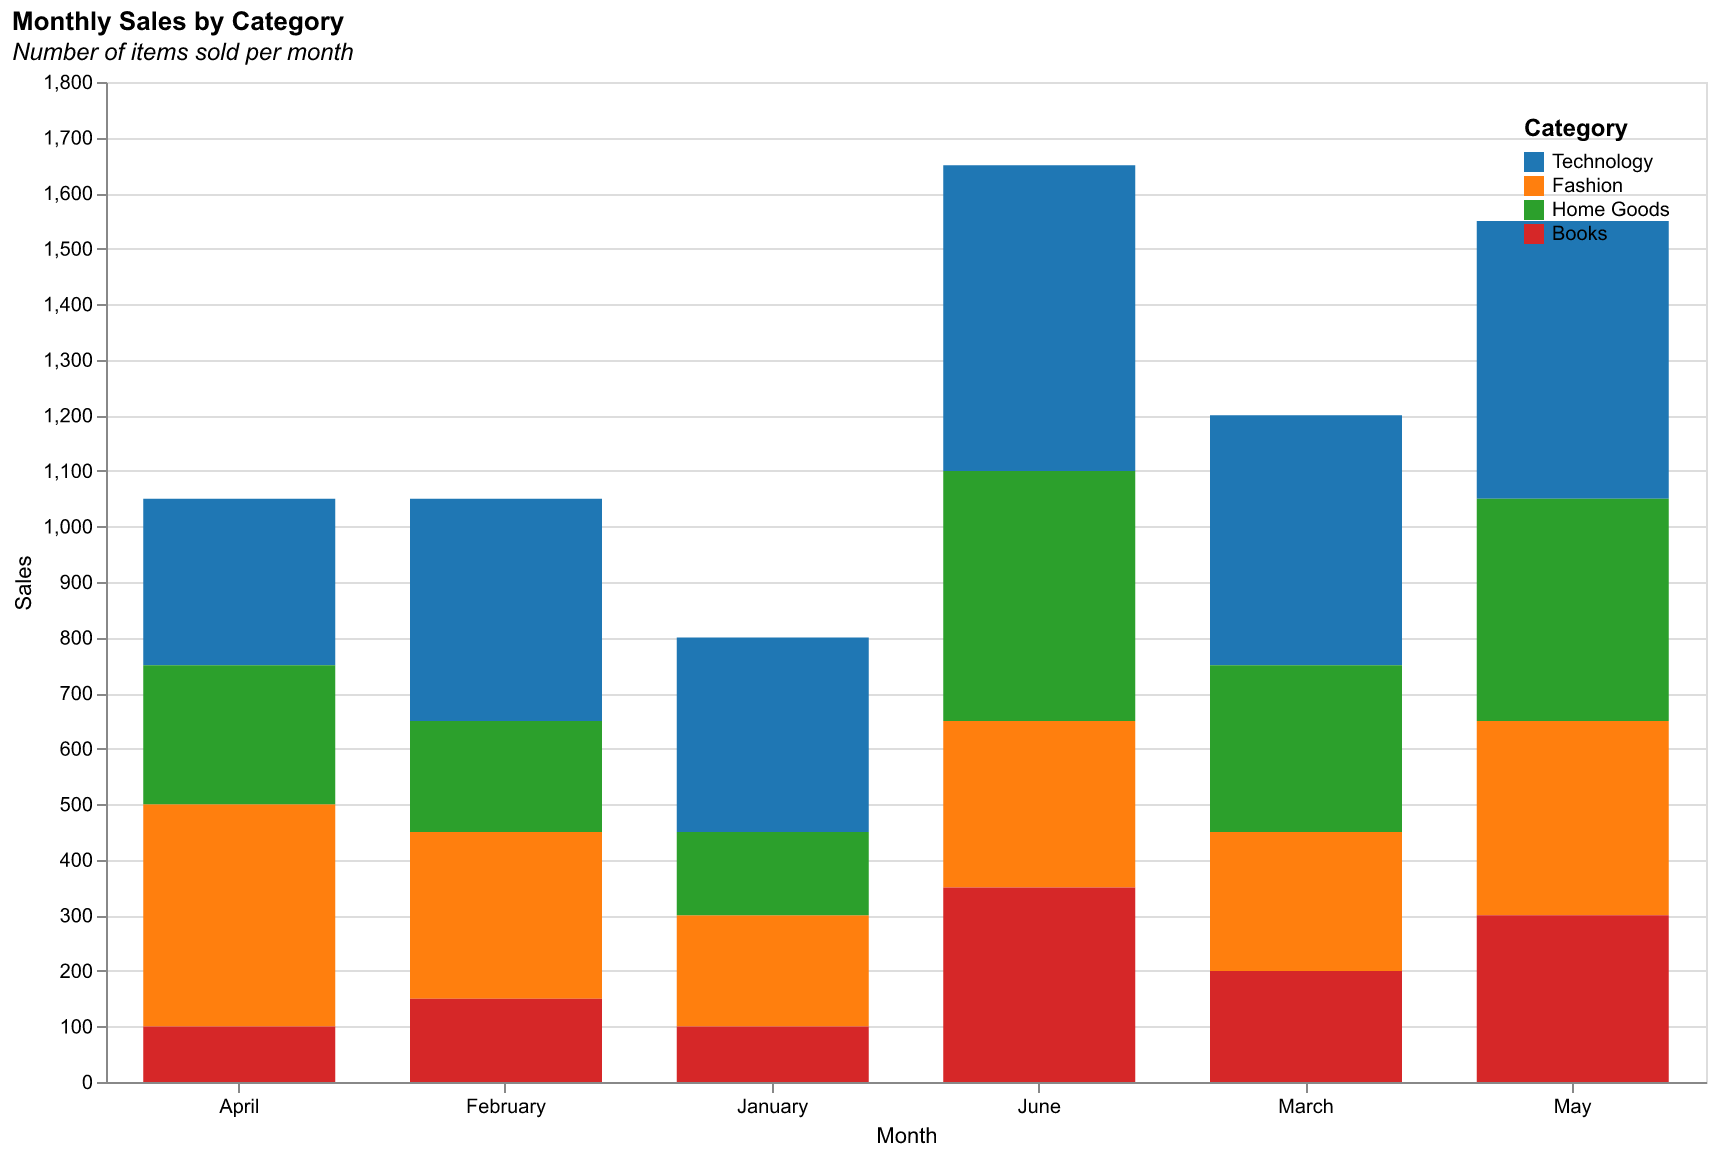 Monthly Sales by Category
Number of items sold per month
1,800
1,700
1,600
1,500
1,400
1,300
1,200
1,100
1,000
900
800
700
600
500
400
300
200
100
0
Sales
Category
Technology
Fashion
Home Goods
Books
April February January June March May
Month